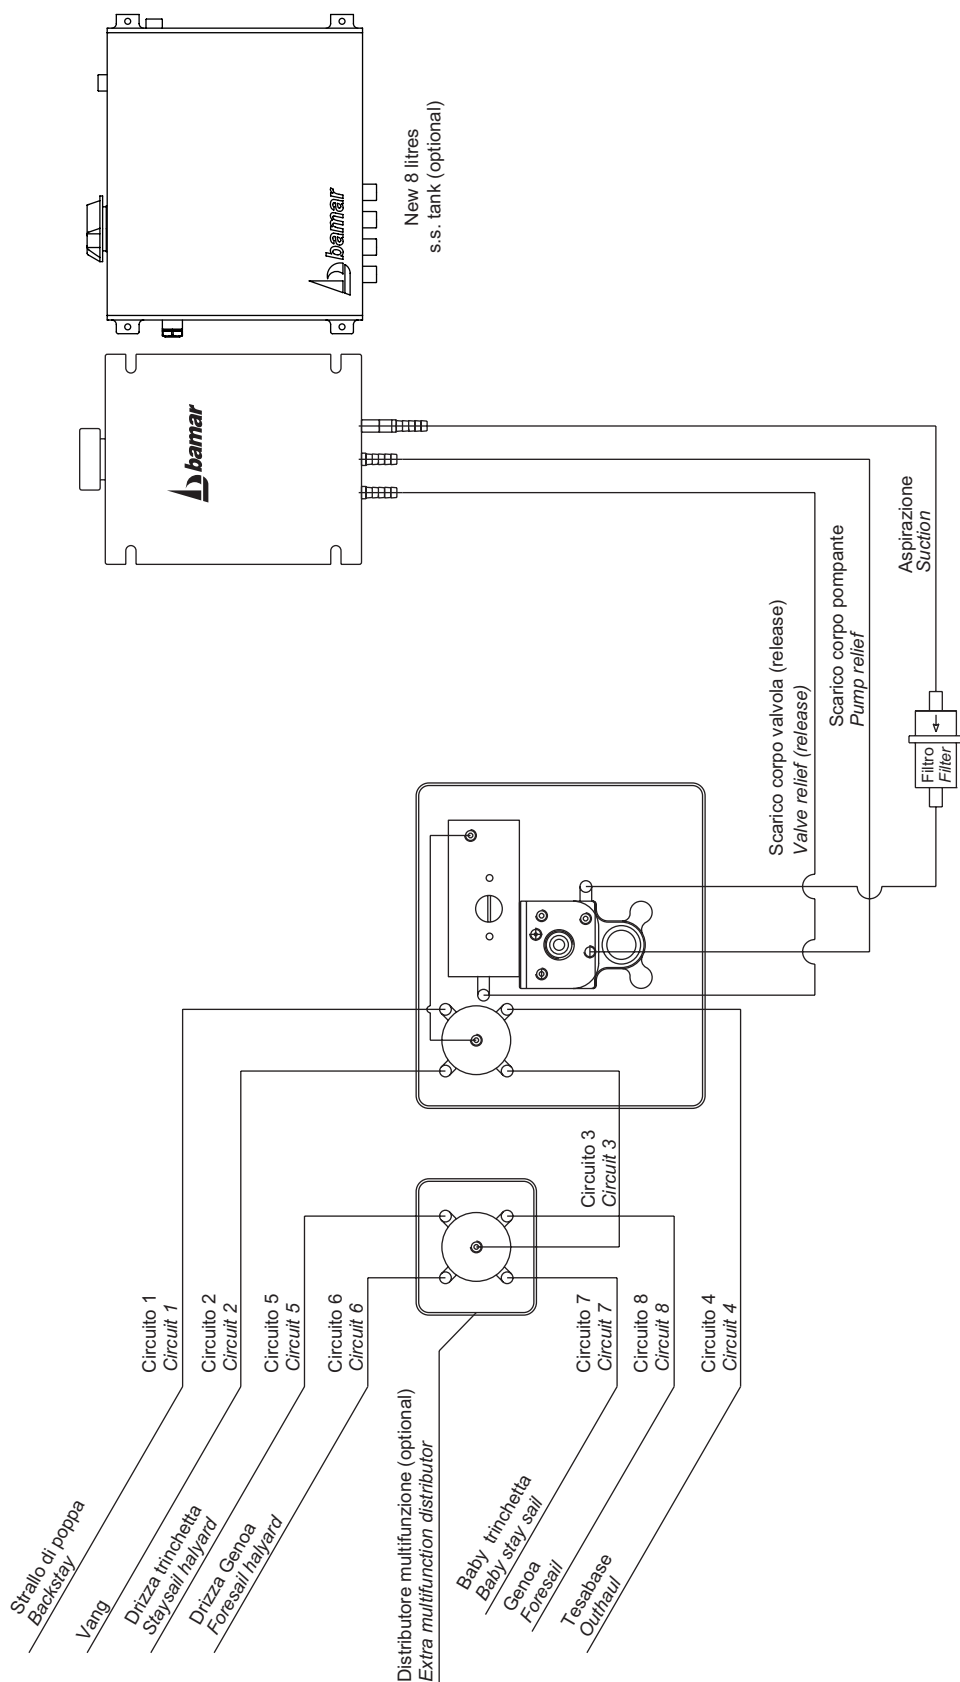 Strallo di poppa
Backstay
Vang
Drizza trinchetta
Staysail halyard
Drizza Genoa
Foresail halyard
Distributore multifunzione (optional)
Extra multifunction distributor
Baby trinchetta
Baby stay sail
Genoa
Foresail
Tesabase
Outhaul
Circuito 1
Circuit 1
Circuito 2
Circuit 2
Circuito 5
Circuit 5
Circuito 6
Circuit 6
Circuito 7
Circuit 7
Circuito 8
Circuit 8
Circuito 4
Circuit 4
Circuito 3
Circuit 3
Scarico corpo valvola (release)
Valve relief (release)
Scarico corpo pompante
Pump relief
Filtro
Filter
Aspirazione
Suction
bamar
bamar
New 8 litres
s.s. tank (optional)